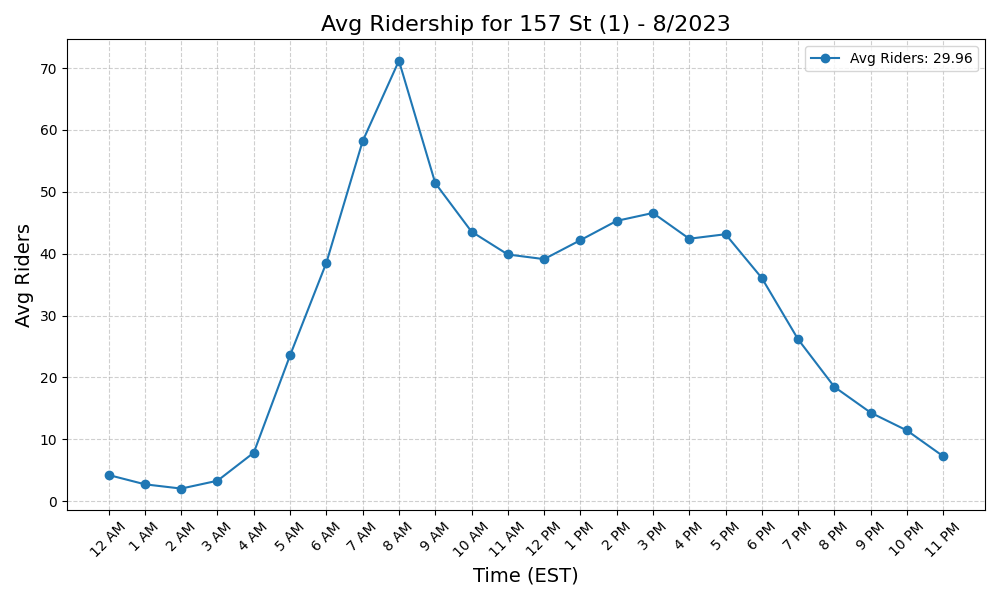 Avg Ridership for 157 St (1) - 8/2023
Avg Riders: 29.96
Avg Riders
70
60
50
40
30
20
10
0
12 AM
1 AM
2 AM
3 AM
4 AM
5 AM
6 AM
7 AM
8 AM
9 AM
10 AM
11 AM
12 PM
1 PM
2 PM
3 PM
4 PM
5 PM
6 PM
7 PM
8 PM
9 PM
10 PM
11 PM
Time (EST)